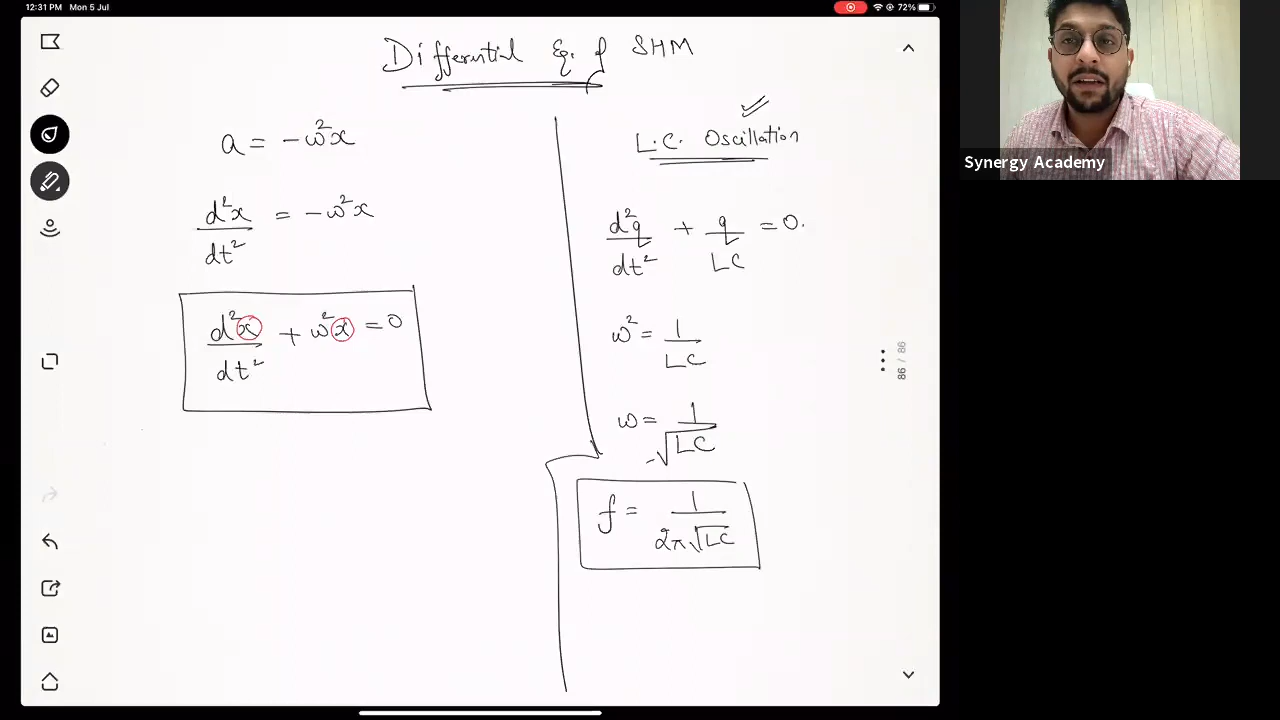 12:31 PM Mon 5 Jul
72%
Differential Eq. of SHM
a = -ω²x
d²x/dt² = -ω²x
d²x/dt² + ω²x = 0
L.C. Oscillation
d²q/dt² + q/LC = 0.
ω² = 1/LC
ω = 1/√LC
f = 1/2π√LC
86 / 86
Synergy Academy